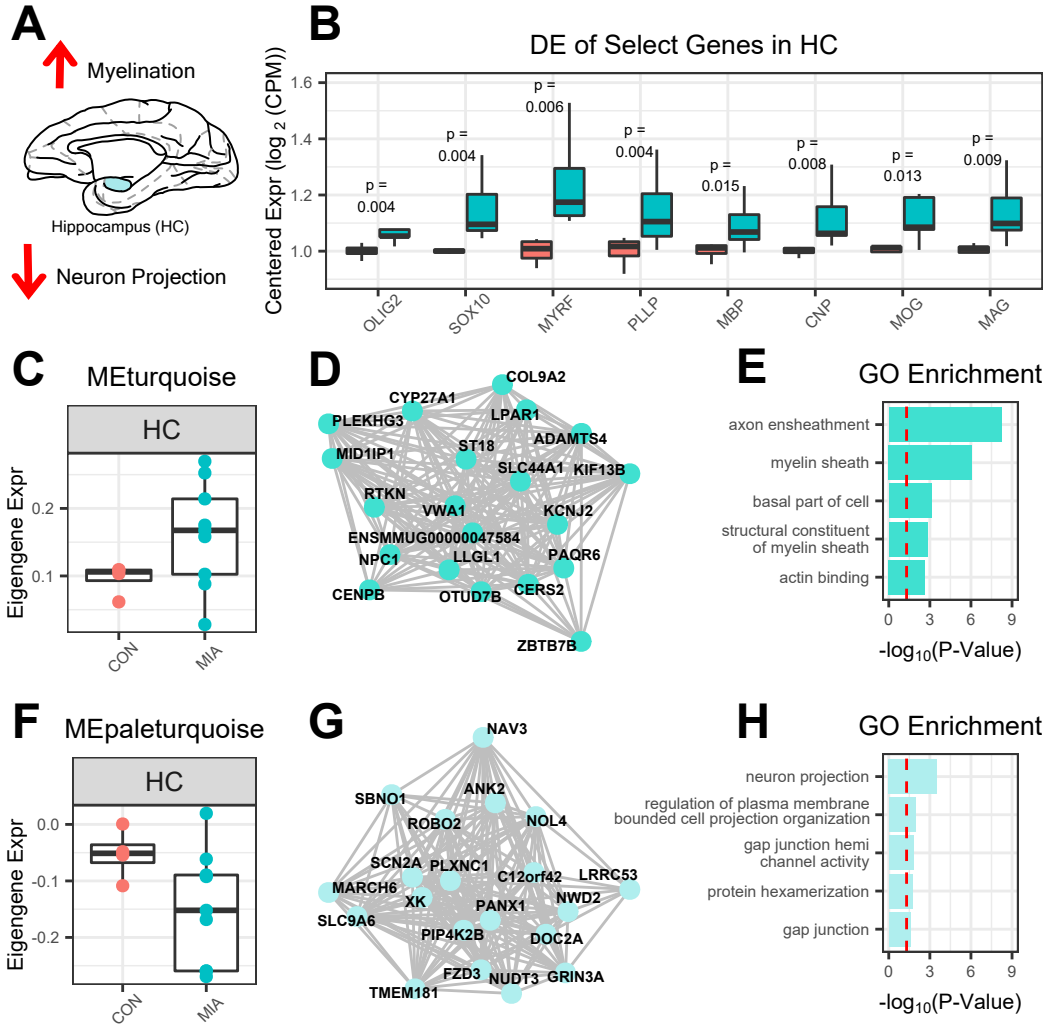 A
Myelination
Hippocampus (HC)
Neuron Projection
B
DE of Select Genes in HC
Centered Expr (log 2 (CPM))
1.6
1.4
1.2
1.0
p =
0.004
p =
0.004
p =
0.006
p =
0.004
p =
0.015
p =
0.008
p =
0.013
p =
0.009
OLIG2
SOX10
MYRF
PLLP
MBP
CNP
MOG
MAG
C
MEturquoise
HC
Eigengene Expr
0.2
0.1
CON
MIA
D
COL9A2
CYP27A1
LPAR1
PLEKHG3
ADAMTS4
ST18
MID1IP1
SLC44A1
KIF13B
RTKN
VWA1
KCNJ2
ENSMMUG00000047584
NPC1
LLGL1
PAQR6
CENPB
OTUD7B
CERS2
ZBTB7B
E
GO Enrichment
axon ensheathment
myelin sheath
basal part of cell
structural constituent
of myelin sheath
actin binding
0 3 6 9
-log10(P-Value)
F
MEpaleturquoise
HC
Eigengene Expr
0.0
-0.1
-0.2
CON
MIA
G
NAV3
SBNO1
ANK2
ROBO2
NOL4
SCN2A
PLXNC1
C12orf42
LRRC53
MARCH6
XK
NWD2
PANX1
SLC9A6
PIP4K2B
DOC2A
FZD3
NUDT3
GRIN3A
TMEM181
H
GO Enrichment
neuron projection
regulation of plasma membrane
bounded cell projection organization
gap junction hemi
channel activity
protein hexamerization
gap junction
0 3 6 9
-log10(P-Value)